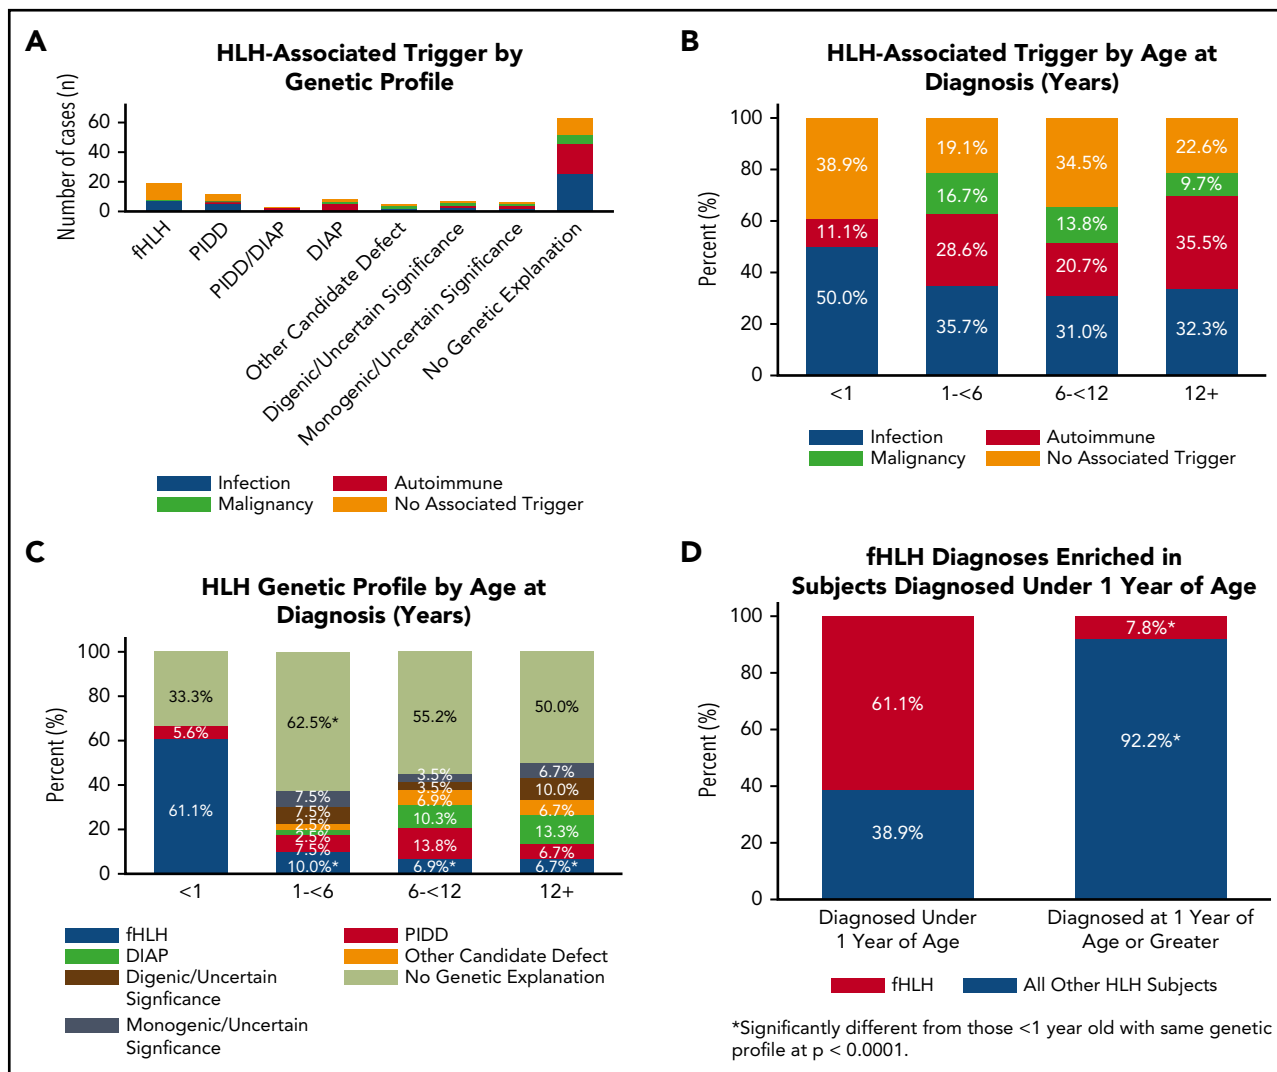 A
HLH-Associated Trigger by
Genetic Profile
Number of cases (n)
60
40
20
0
fHLH
PIDD
PIDD/DIAP
DIAP
Other Candidate Defect
Digenic/Uncertain Significance
Monogenic/Uncertain Significance
No Genetic Explanation
Infection
Autoimmune
Malignancy
No Associated Trigger
B
HLH-Associated Trigger by Age at
Diagnosis (Years)
Percent (%)
100
80
60
40
20
0
38.9%
11.1%
50.0%
19.1%
16.7%
28.6%
35.7%
34.5%
13.8%
20.7%
31.0%
22.6%
9.7%
35.5%
32.3%
<1
1-<6
6-<12
12+
Infection
Autoimmune
Malignancy
No Associated Trigger
C
HLH Genetic Profile by Age at
Diagnosis (Years)
Percent (%)
100
80
60
40
20
0
33.3%
5.6%
61.1%
62.5%*
7.5%
7.5%
2.5%
2.5%
7.5%
10.0%*
55.2%
3.5%
3.5%
6.9%
10.3%
13.8%
6.9%*
50.0%
6.7%
10.0%
6.7%
13.3%
6.7%
6.7%*
<1
1-<6
6-<12
12+
fHLH
PIDD
DIAP
Other Candidate Defect
Digenic/Uncertain
Signficance
No Genetic Explanation
Monogenic/Uncertain
Signficance
D
fHLH Diagnoses Enriched in
Subjects Diagnosed Under 1 Year of Age
Percent (%)
100
80
60
40
20
0
61.1%
38.9%
7.8%*
92.2%*
Diagnosed Under
1 Year of Age
Diagnosed at 1 Year of
Age or Greater
fHLH
All Other HLH Subjects
*Significantly different from those <1 year old with same genetic
profile at p < 0.0001.